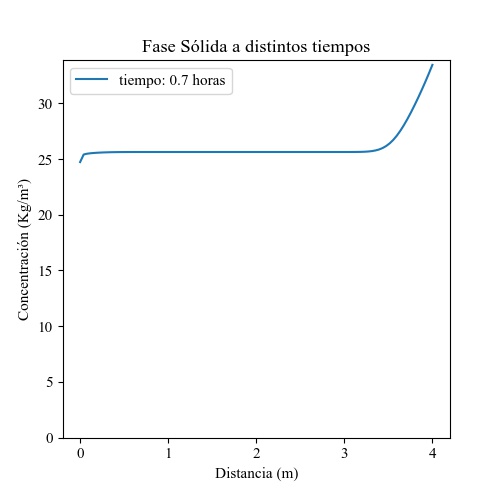 Fase Sólida a distintos tiempos
tiempo: 0.7 horas
Concentración (Kg/m³)
30
25
20
15
10
5
0
0 1 2 3 4
Distancia (m)